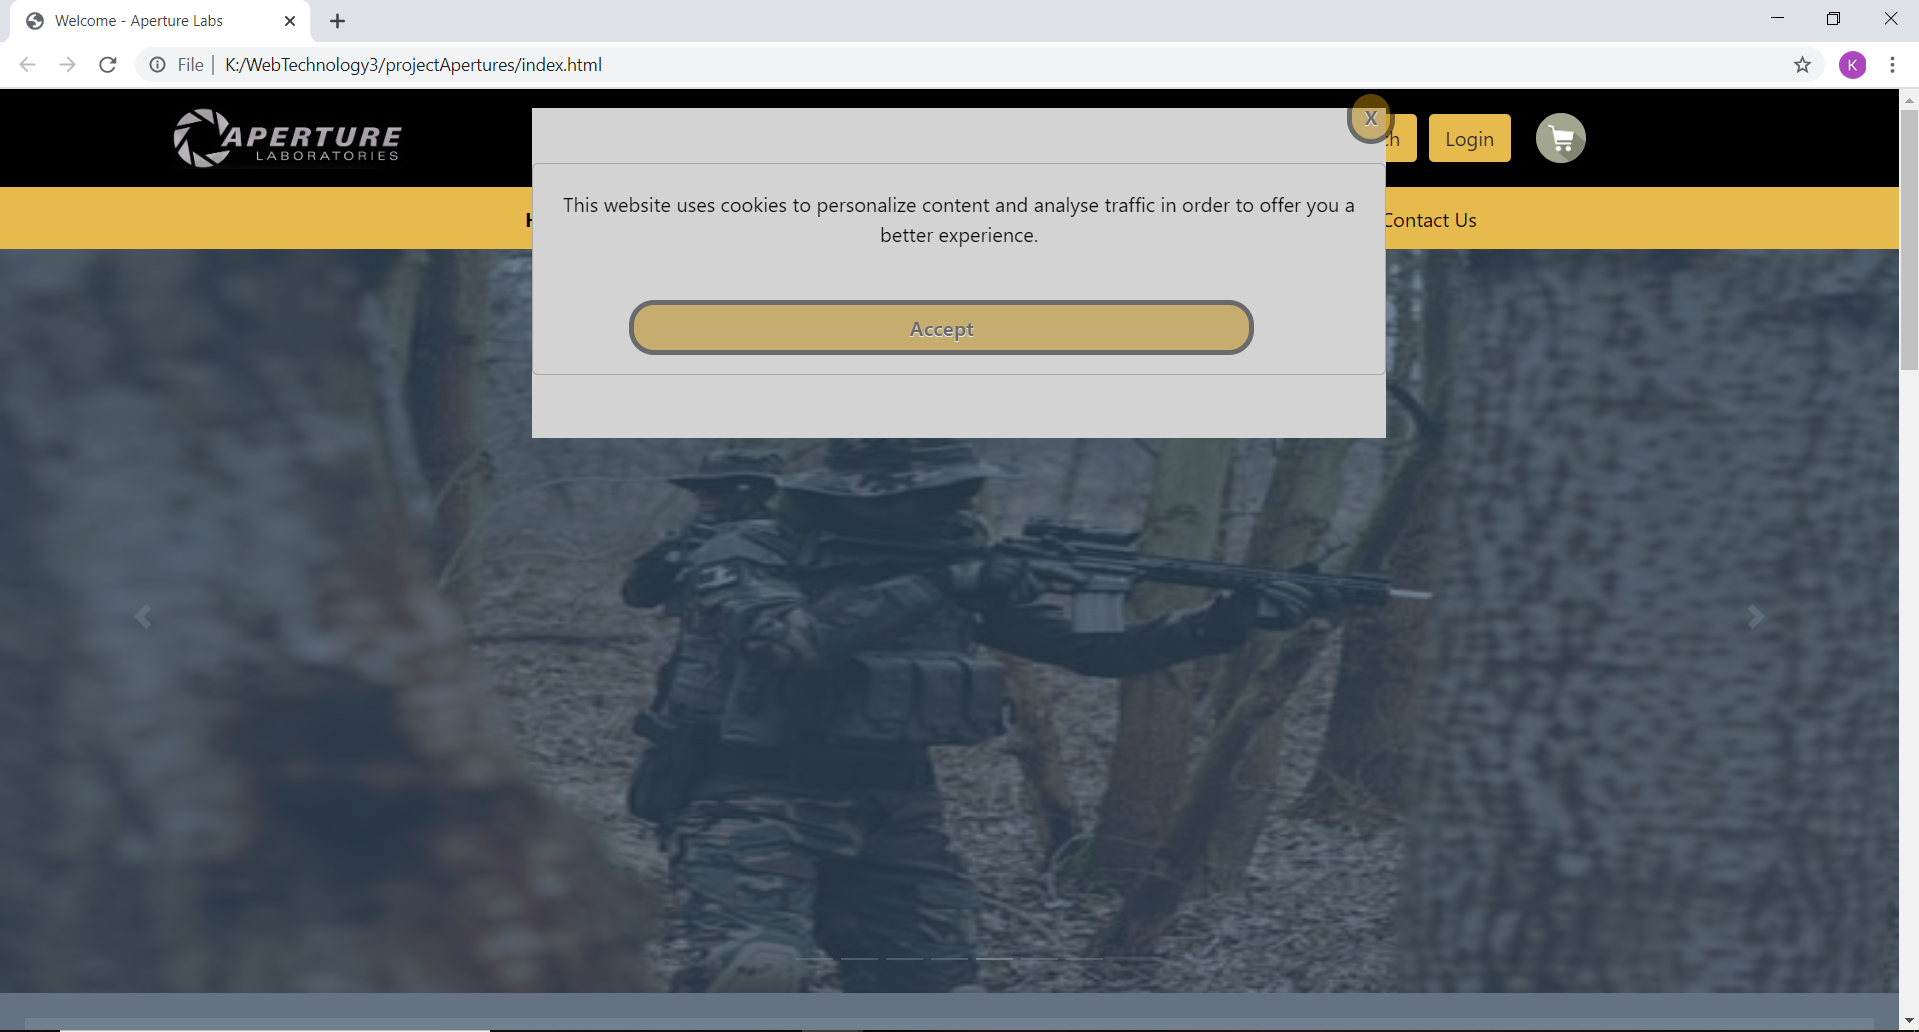 Welcome - Aperture Labs
File | K:/WebTechnology3/projectApertures/index.html
K
APERTURE
LABORATORIES
X
Login
Contact Us
This website uses cookies to personalize content and analyse traffic in order to offer you a
better experience.
Accept